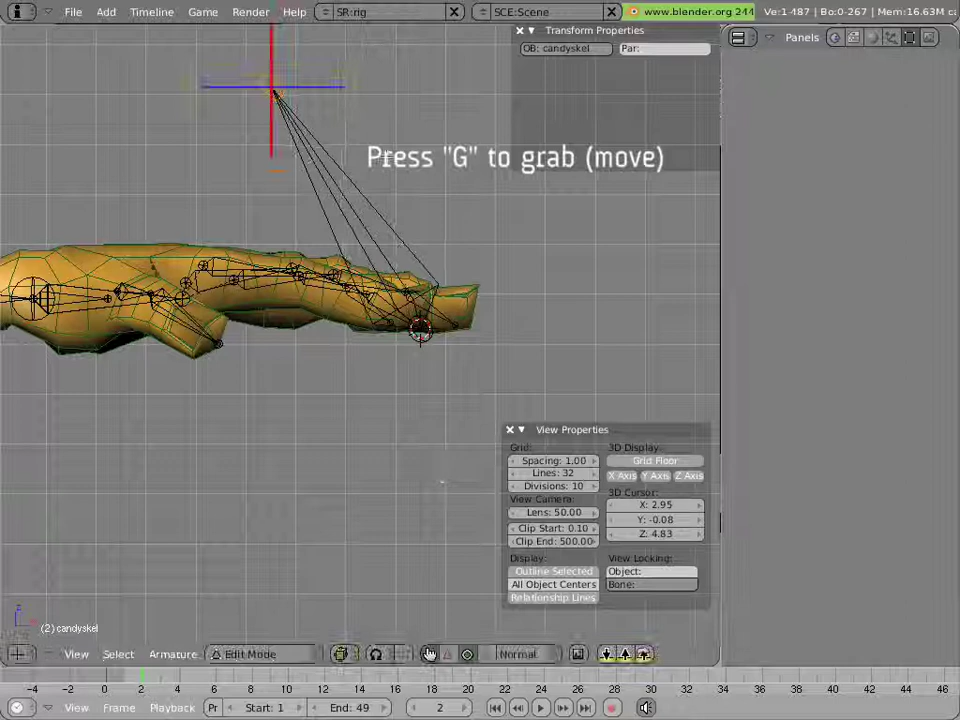 File Add Timeline Game Render Help SR:rig SCE:Scene www.blender.org 244 Ve:1-487 | Bo:0-267 | Mem:16.63M
Transform Properties
Panels
OB: candyskel Par:
Press "G" to grab (move)
View Properties
Grid: 3D Display:
Spacing: 1.00 Grid Floor
Lines: 32 X Axis Y Axis Z Axis
Divisions: 10 3D Cursor:
View Camera: X: 2.95
Lens: 50.00 Y: -0.08
Clip Start: 0.10 Z: 4.83
Clip End: 500.00
Display: View Locking:
Outline Selected Object:
All Object Centers Bone:
Relationship Lines
z
x
(2) candyskel
View Select Armature Edit Mode Normal
-4 -2 0 2 4 6 8 10 12 14 16 18 20 22 24 26 28 30 32 34 36 38 40 42 44 46
View Frame Playback Pr Start: 1 End: 49 2